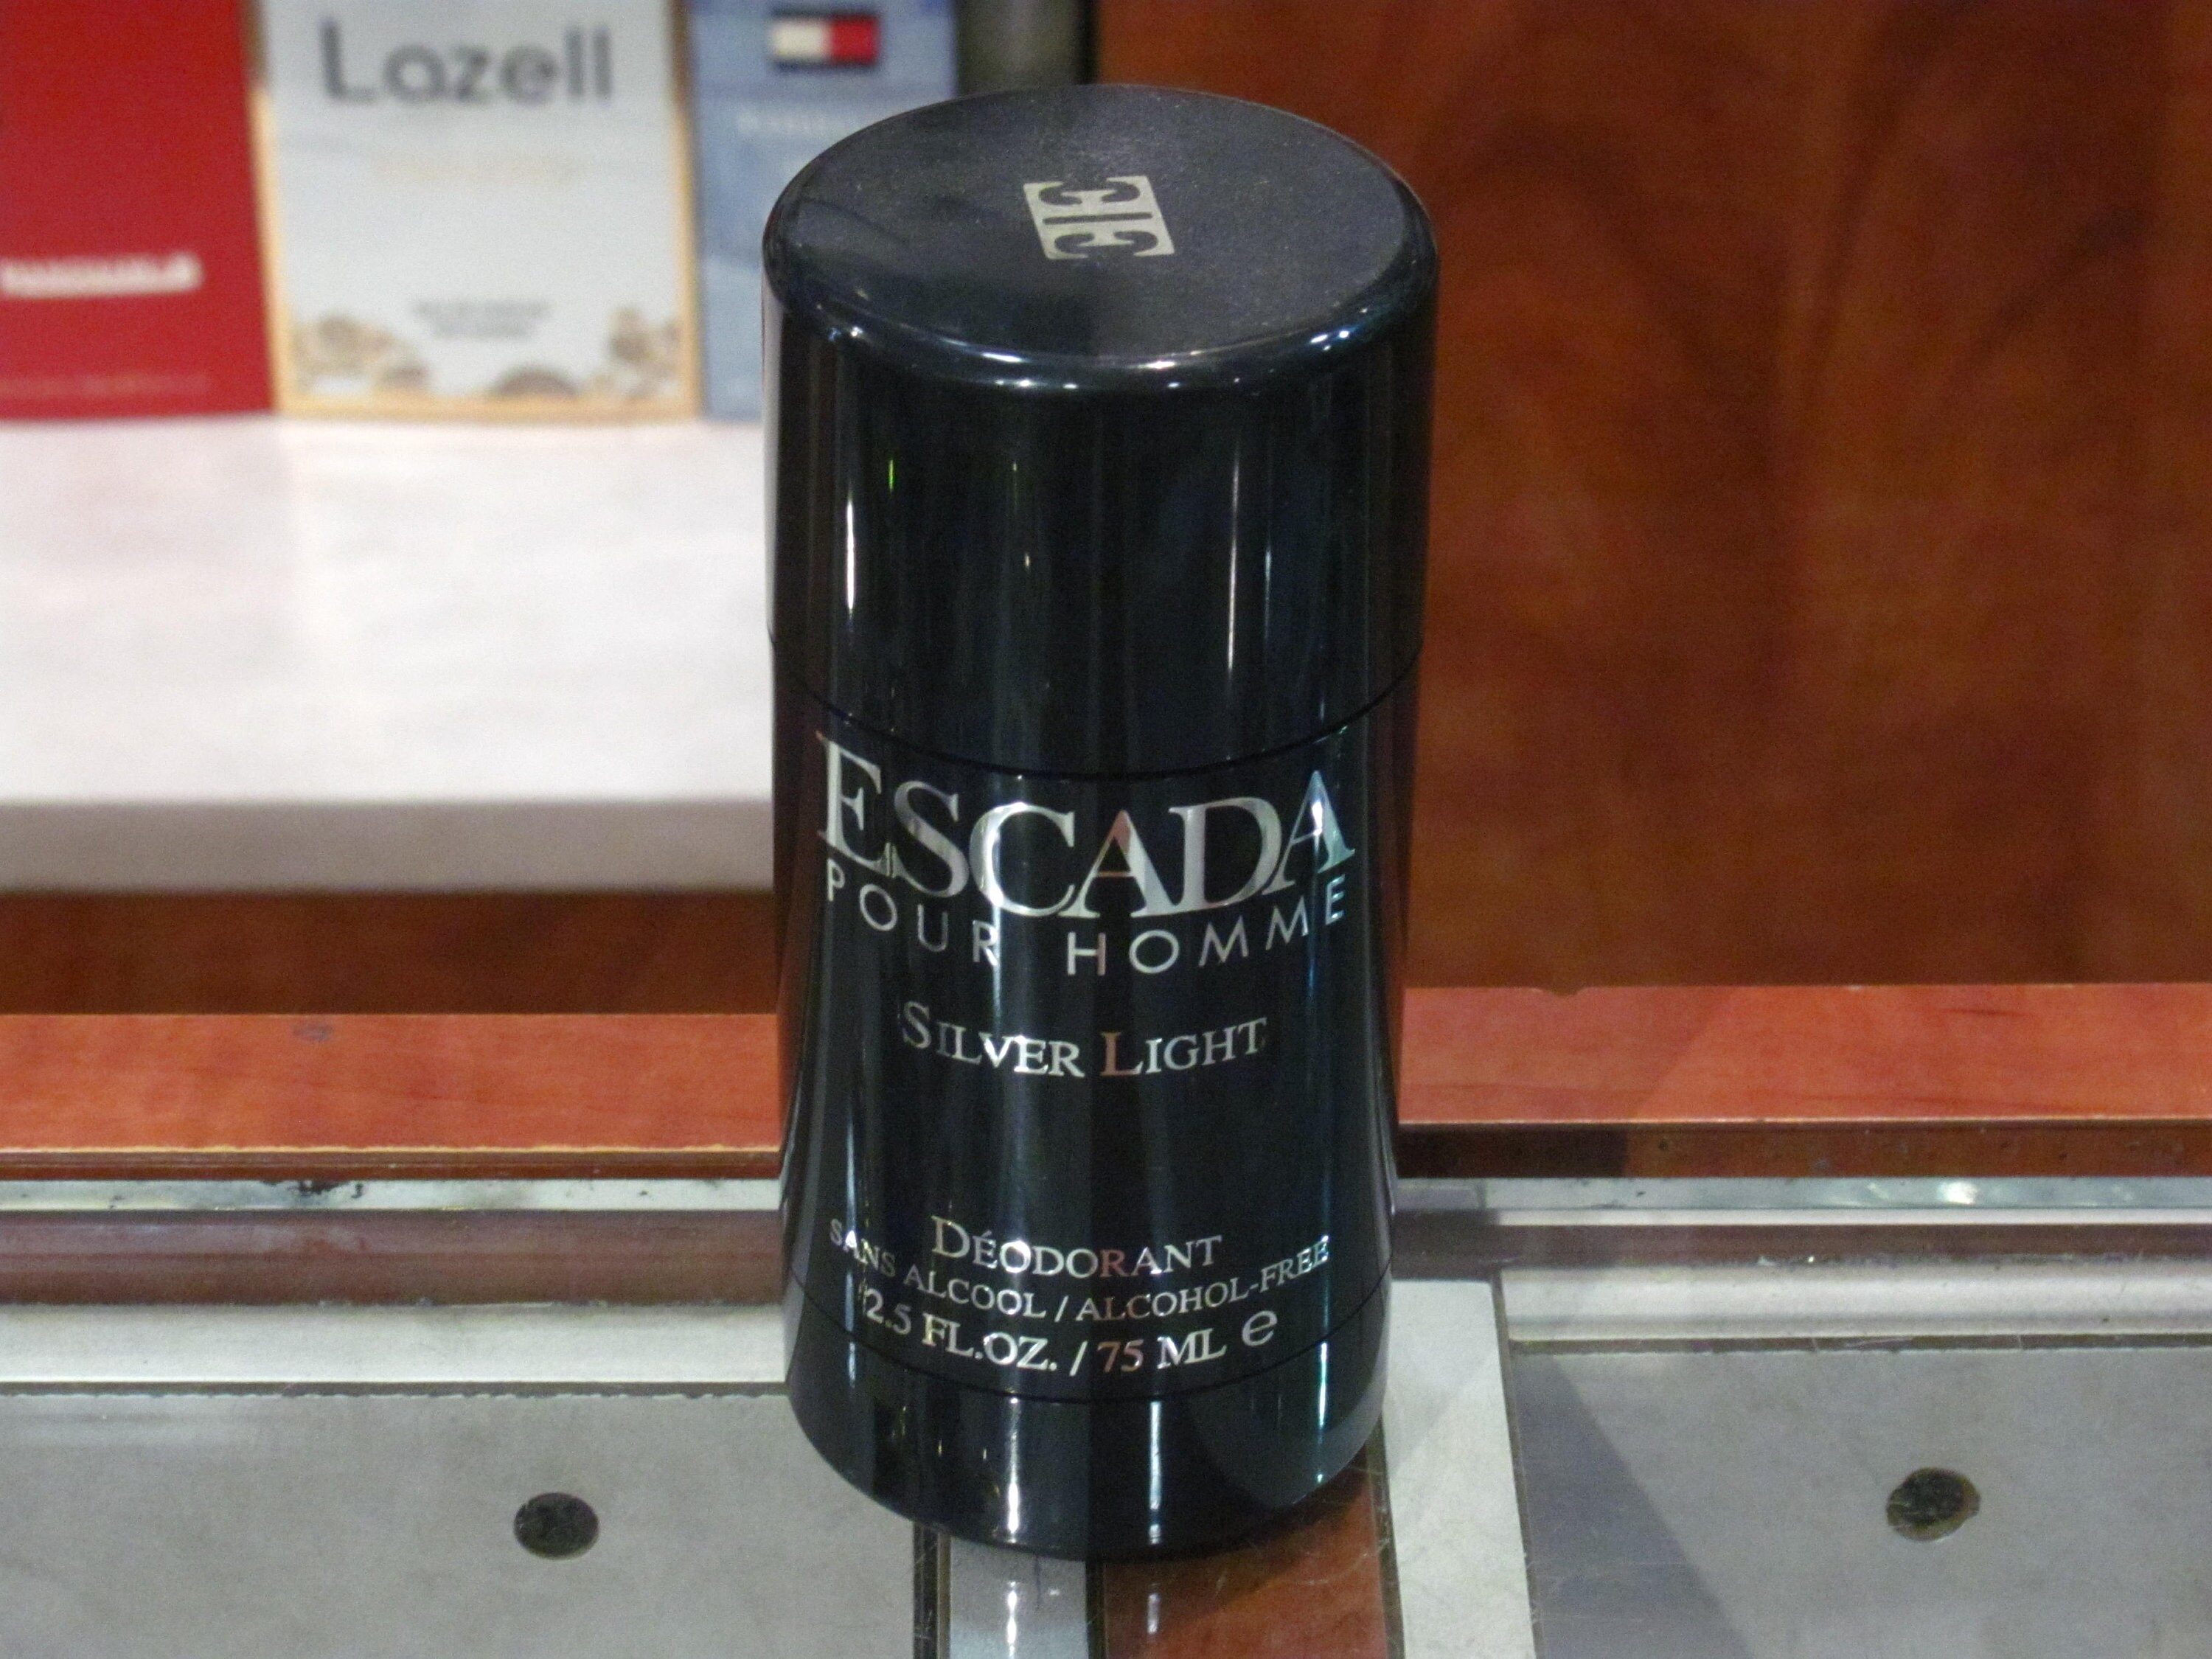 Lazell
ESCADA
POUR HOMME
SILVER LIGHT
DÉODORANT
SANS ALCOOL / ALCOHOL-FREE
2.5 FL.OZ. / 75 ML ℮